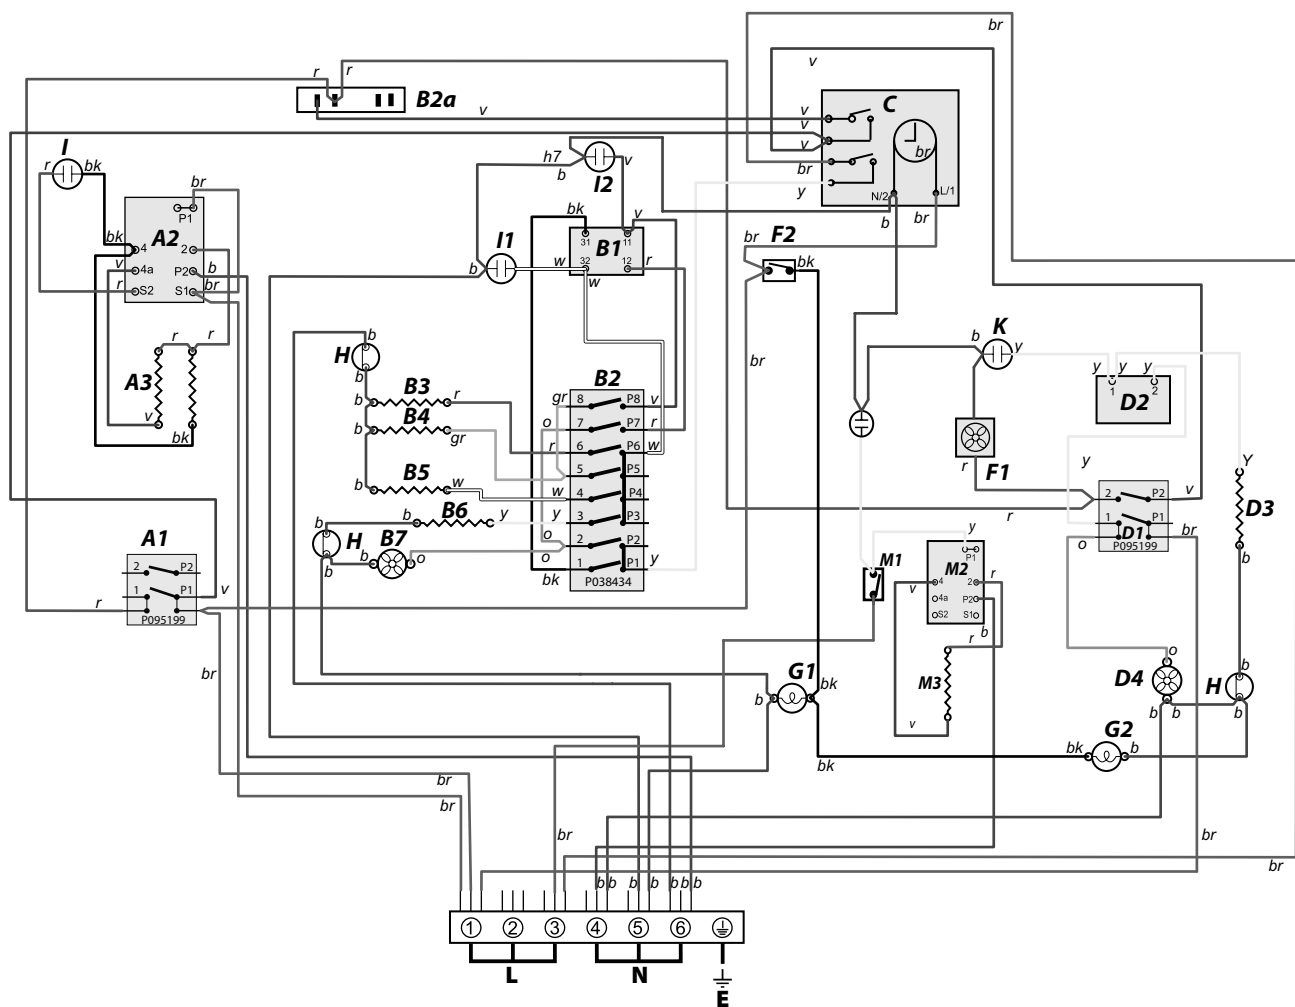 br
v
r r
B2a
C
v v
v
v
br
br
y
N/2 L/1
b br
I
r bk
br
h7
b
v
I2
P1
A2
bk 4 2
v 4a P2 b
r S2 S1 br
bk v
31 11
B1
32 12
w r
w
I1
b
br F2
bk
br
K
b y
y y y
1 2
D2
r r
A3
v
bk
b
H
b
B3
b r
B4
b gr
B5
b w
B6
b y
H
b
B7
b o
b
B2
gr 8 P8 v
o 7 P7 r
r 6 P6 w
5 P5
w 4 P4
y 3 P3
o 2 P2
o
bk 1 P1 y
P038434
F1
r
y
r
Y
D3
b
2 P2 v
1 P1 br
o D1
P095199
A1
2 P2
1 P1 v
r
P095199
M1
y
P1
M2
v 4 2 r
4a P2
S2 S1 b
r
M3
v
br
G1
b bk
bk
o
D4
b b
b
H
b
G2
bk b
br
br
br
br
b b b b b b b b
1 2 3 4 5 6
L N
E